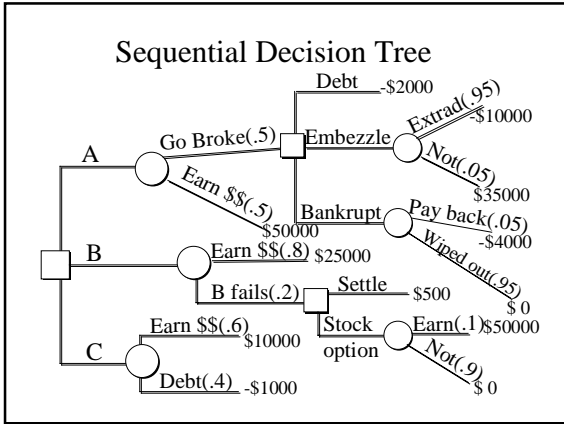 Sequential Decision Tree
Debt
-$2000
Extrad(.95)
-$10000
Go Broke(.5)
Embezzle
Not(.05)
$35000
A
Earn $$(.5)
$50000
Bankrupt
Pay back(.05)
-$4000
Wiped out(.95)
$ 0
B
Earn $$(.8)
$25000
B fails(.2)
Settle
$500
Stock
option
Earn(.1)
$50000
Not(.9)
$ 0
C
Earn $$(.6)
$10000
Debt(.4)
-$1000